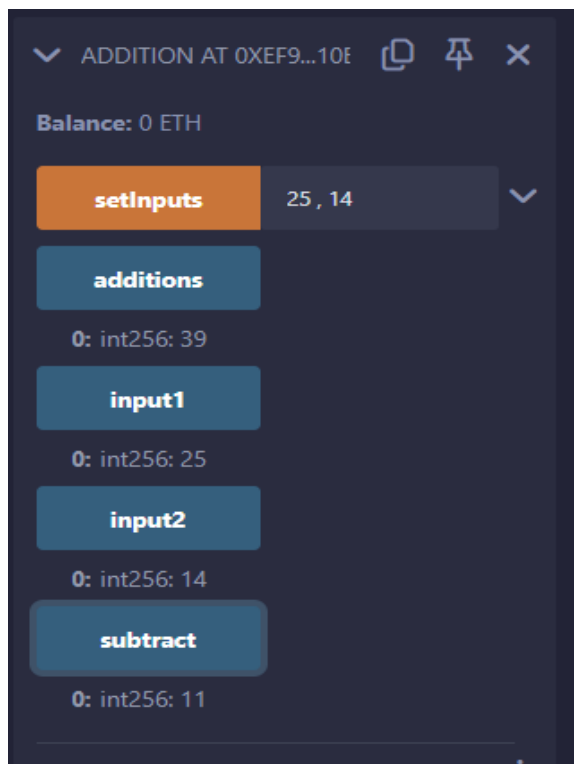 ADDITION AT 0XEF9...10E
Balance: 0 ETH
setInputs 25 , 14
additions
0: int256: 39
input1
0: int256: 25
input2
0: int256: 14
subtract
0: int256: 11